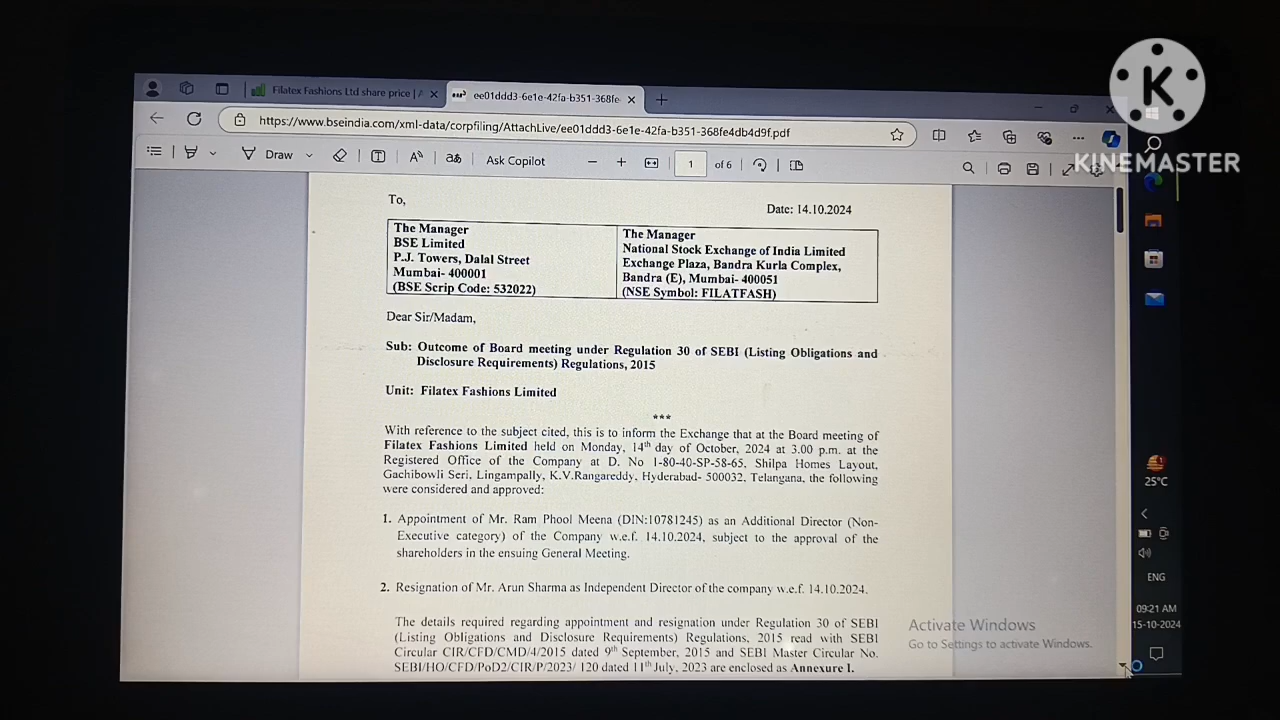 Filatex Fashions Ltd share price | A
ee01ddd3-6e1e-42fa-b351-368fe
https://www.bseindia.com/xml-data/corpfiling/AttachLive/ee01ddd3-6e1e-42fa-b351-368fe4db4d9f.pdf
Draw
Ask Copilot
1 of 6
KINEMASTER
To,
Date: 14.10.2024
The Manager
BSE Limited
P.J. Towers, Dalal Street
Mumbai- 400001
(BSE Scrip Code: 532022)
The Manager
National Stock Exchange of India Limited
Exchange Plaza, Bandra Kurla Complex,
Bandra (E), Mumbai- 400051
(NSE Symbol: FILATFASH)
Dear Sir/Madam,
Sub: Outcome of Board meeting under Regulation 30 of SEBI (Listing Obligations and
Disclosure Requirements) Regulations, 2015
Unit: Filatex Fashions Limited
***
With reference to the subject cited, this is to inform the Exchange that at the Board meeting of
Filatex Fashions Limited held on Monday, 14th day of October, 2024 at 3.00 p.m. at the
Registered Office of the Company at D. No 1-80-40-SP-58-65, Shilpa Homes Layout,
Gachibowli Seri, Lingampally, K.V.Rangareddy, Hyderabad- 500032, Telangana, the following
were considered and approved:
1. Appointment of Mr. Ram Phool Meena (DIN:10781245) as an Additional Director (Non-
Executive category) of the Company w.e.f. 14.10.2024, subject to the approval of the
shareholders in the ensuing General Meeting.
2. Resignation of Mr. Arun Sharma as Independent Director of the company w.e.f. 14.10.2024.
The details required regarding appointment and resignation under Regulation 30 of SEBI
(Listing Obligations and Disclosure Requirements) Regulations, 2015 read with SEBI
Circular CIR/CFD/CMD/4/2015 dated 9th September, 2015 and SEBI Master Circular No.
SEBI/HO/CFD/PoD2/CIR/P/2023/ 120 dated 11th July, 2023 are enclosed as Annexure I.
Activate Windows
Go to Settings to activate Windows.
25°C
ENG
09:21 AM
15-10-2024